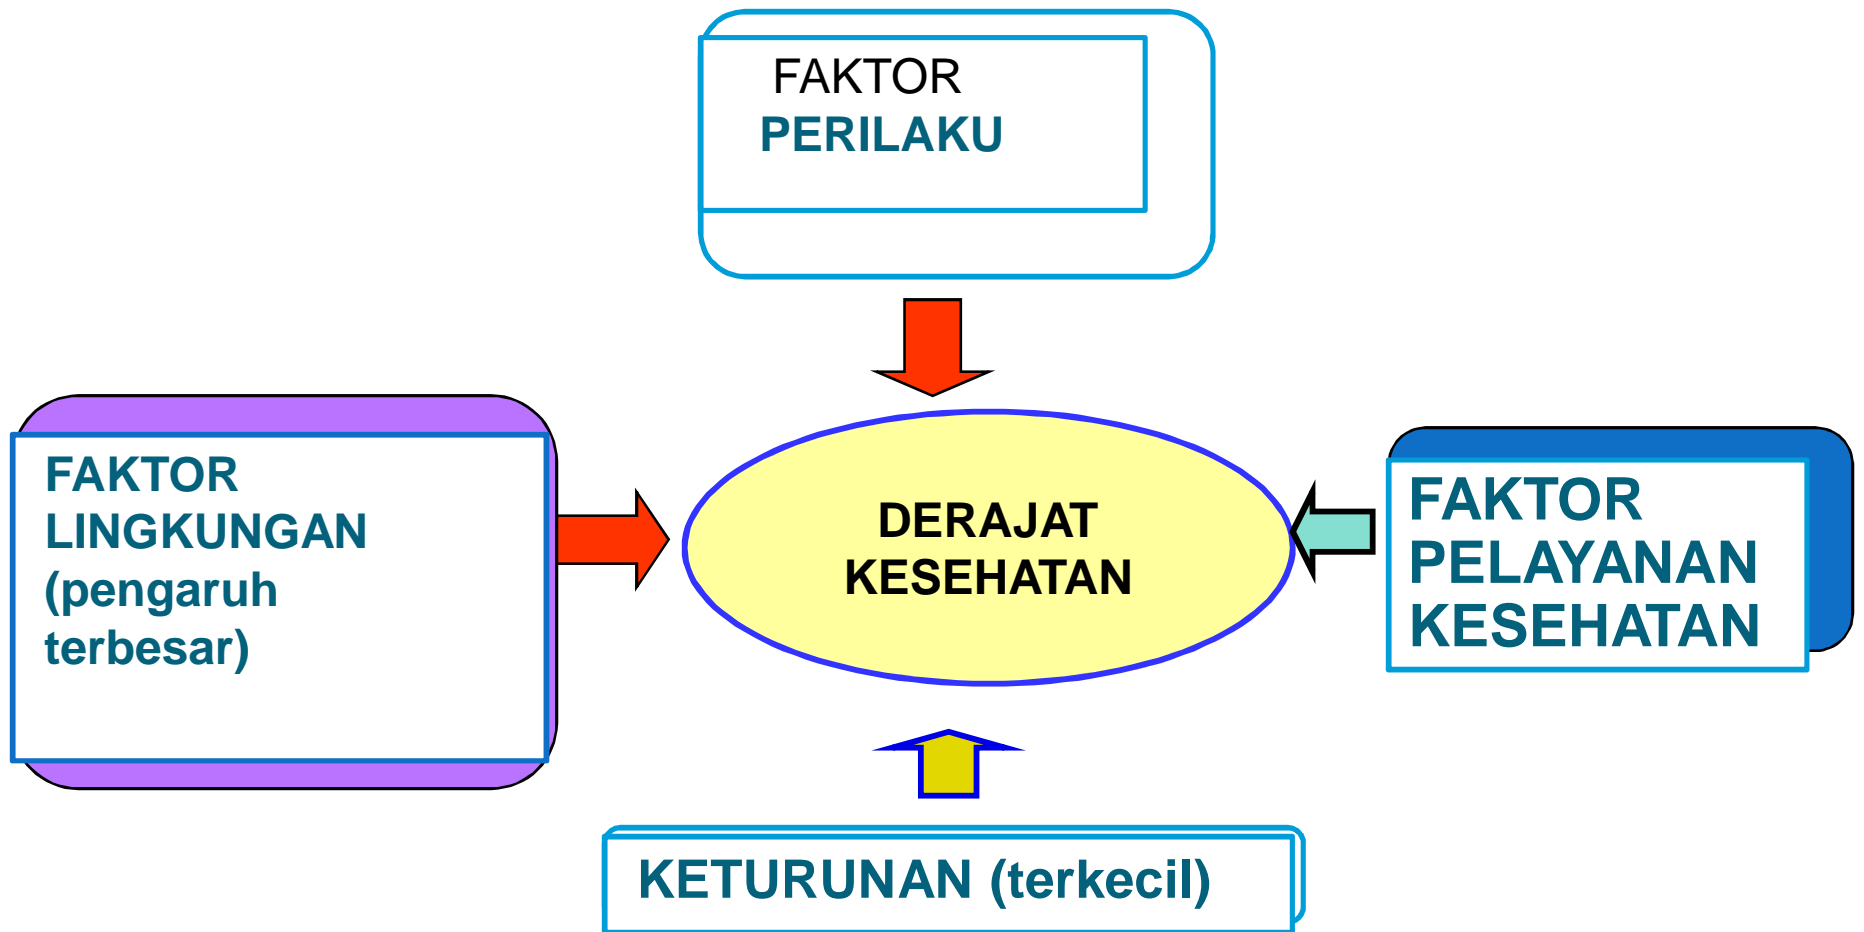 FAKTOR
PERILAKU
FAKTOR
LINGKUNGAN
(pengaruh
terbesar)
DERAJAT
KESEHATAN
FAKTOR
PELAYANAN
KESEHATAN
KETURUNAN (terkecil)